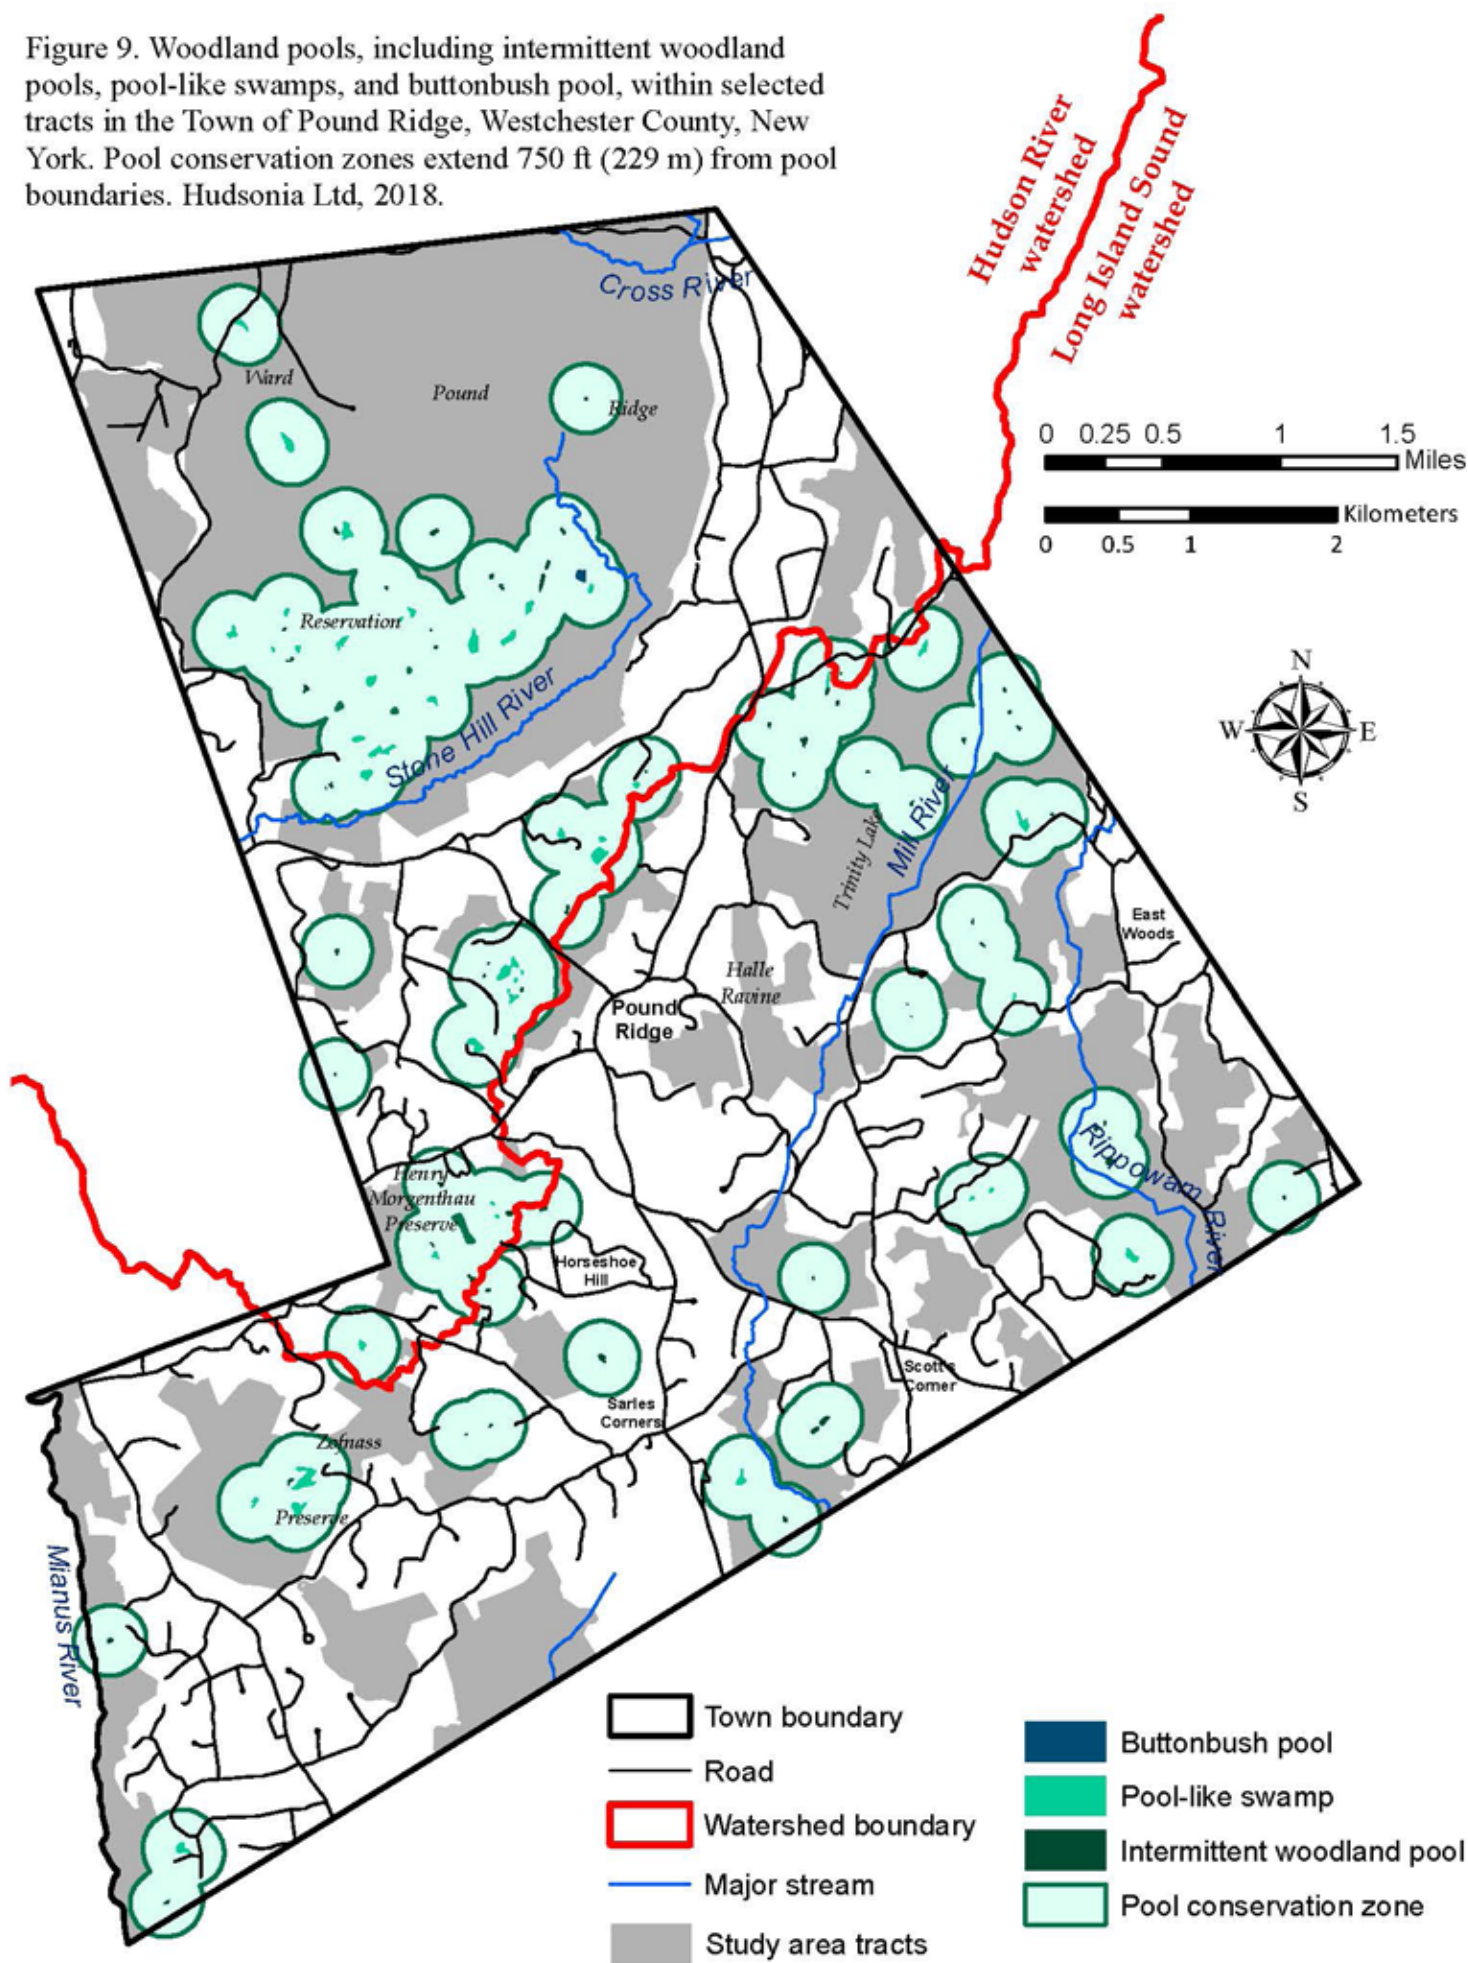 Figure 9. Woodland pools, including intermittent woodland
pools, pool-like swamps, and buttonbush pool, within selected
tracts in the Town of Pound Ridge, Westchester County, New
York. Pool conservation zones extend 750 ft (229 m) from pool
boundaries. Hudsonia Ltd, 2018.
Hudson River
watershed
Long Island Sound
watershed
Cross River
Ward
Pound
Ridge
0 0.25 0.5 1 1.5
Miles
Kilometers
0 0.5 1 2
Reservation
Stone Hill River
N
W E
S
Mill River
Trinity Lake
East
Woods
Halle
Ravine
Pound
Ridge
Rippowam
River
Henry
Morgenthau
Preserve
Horseshoe
Hill
Scott's
Corner
Sarles
Corners
Zofnass
Preserve
Mianus River
Town boundary
Road
Watershed boundary
Major stream
Study area tracts
Buttonbush pool
Pool-like swamp
Intermittent woodland pool
Pool conservation zone